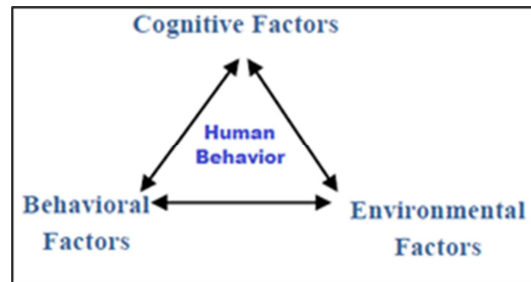 Cognitive Factors
Human
Behavior
Behavioral
Factors
Environmental
Factors